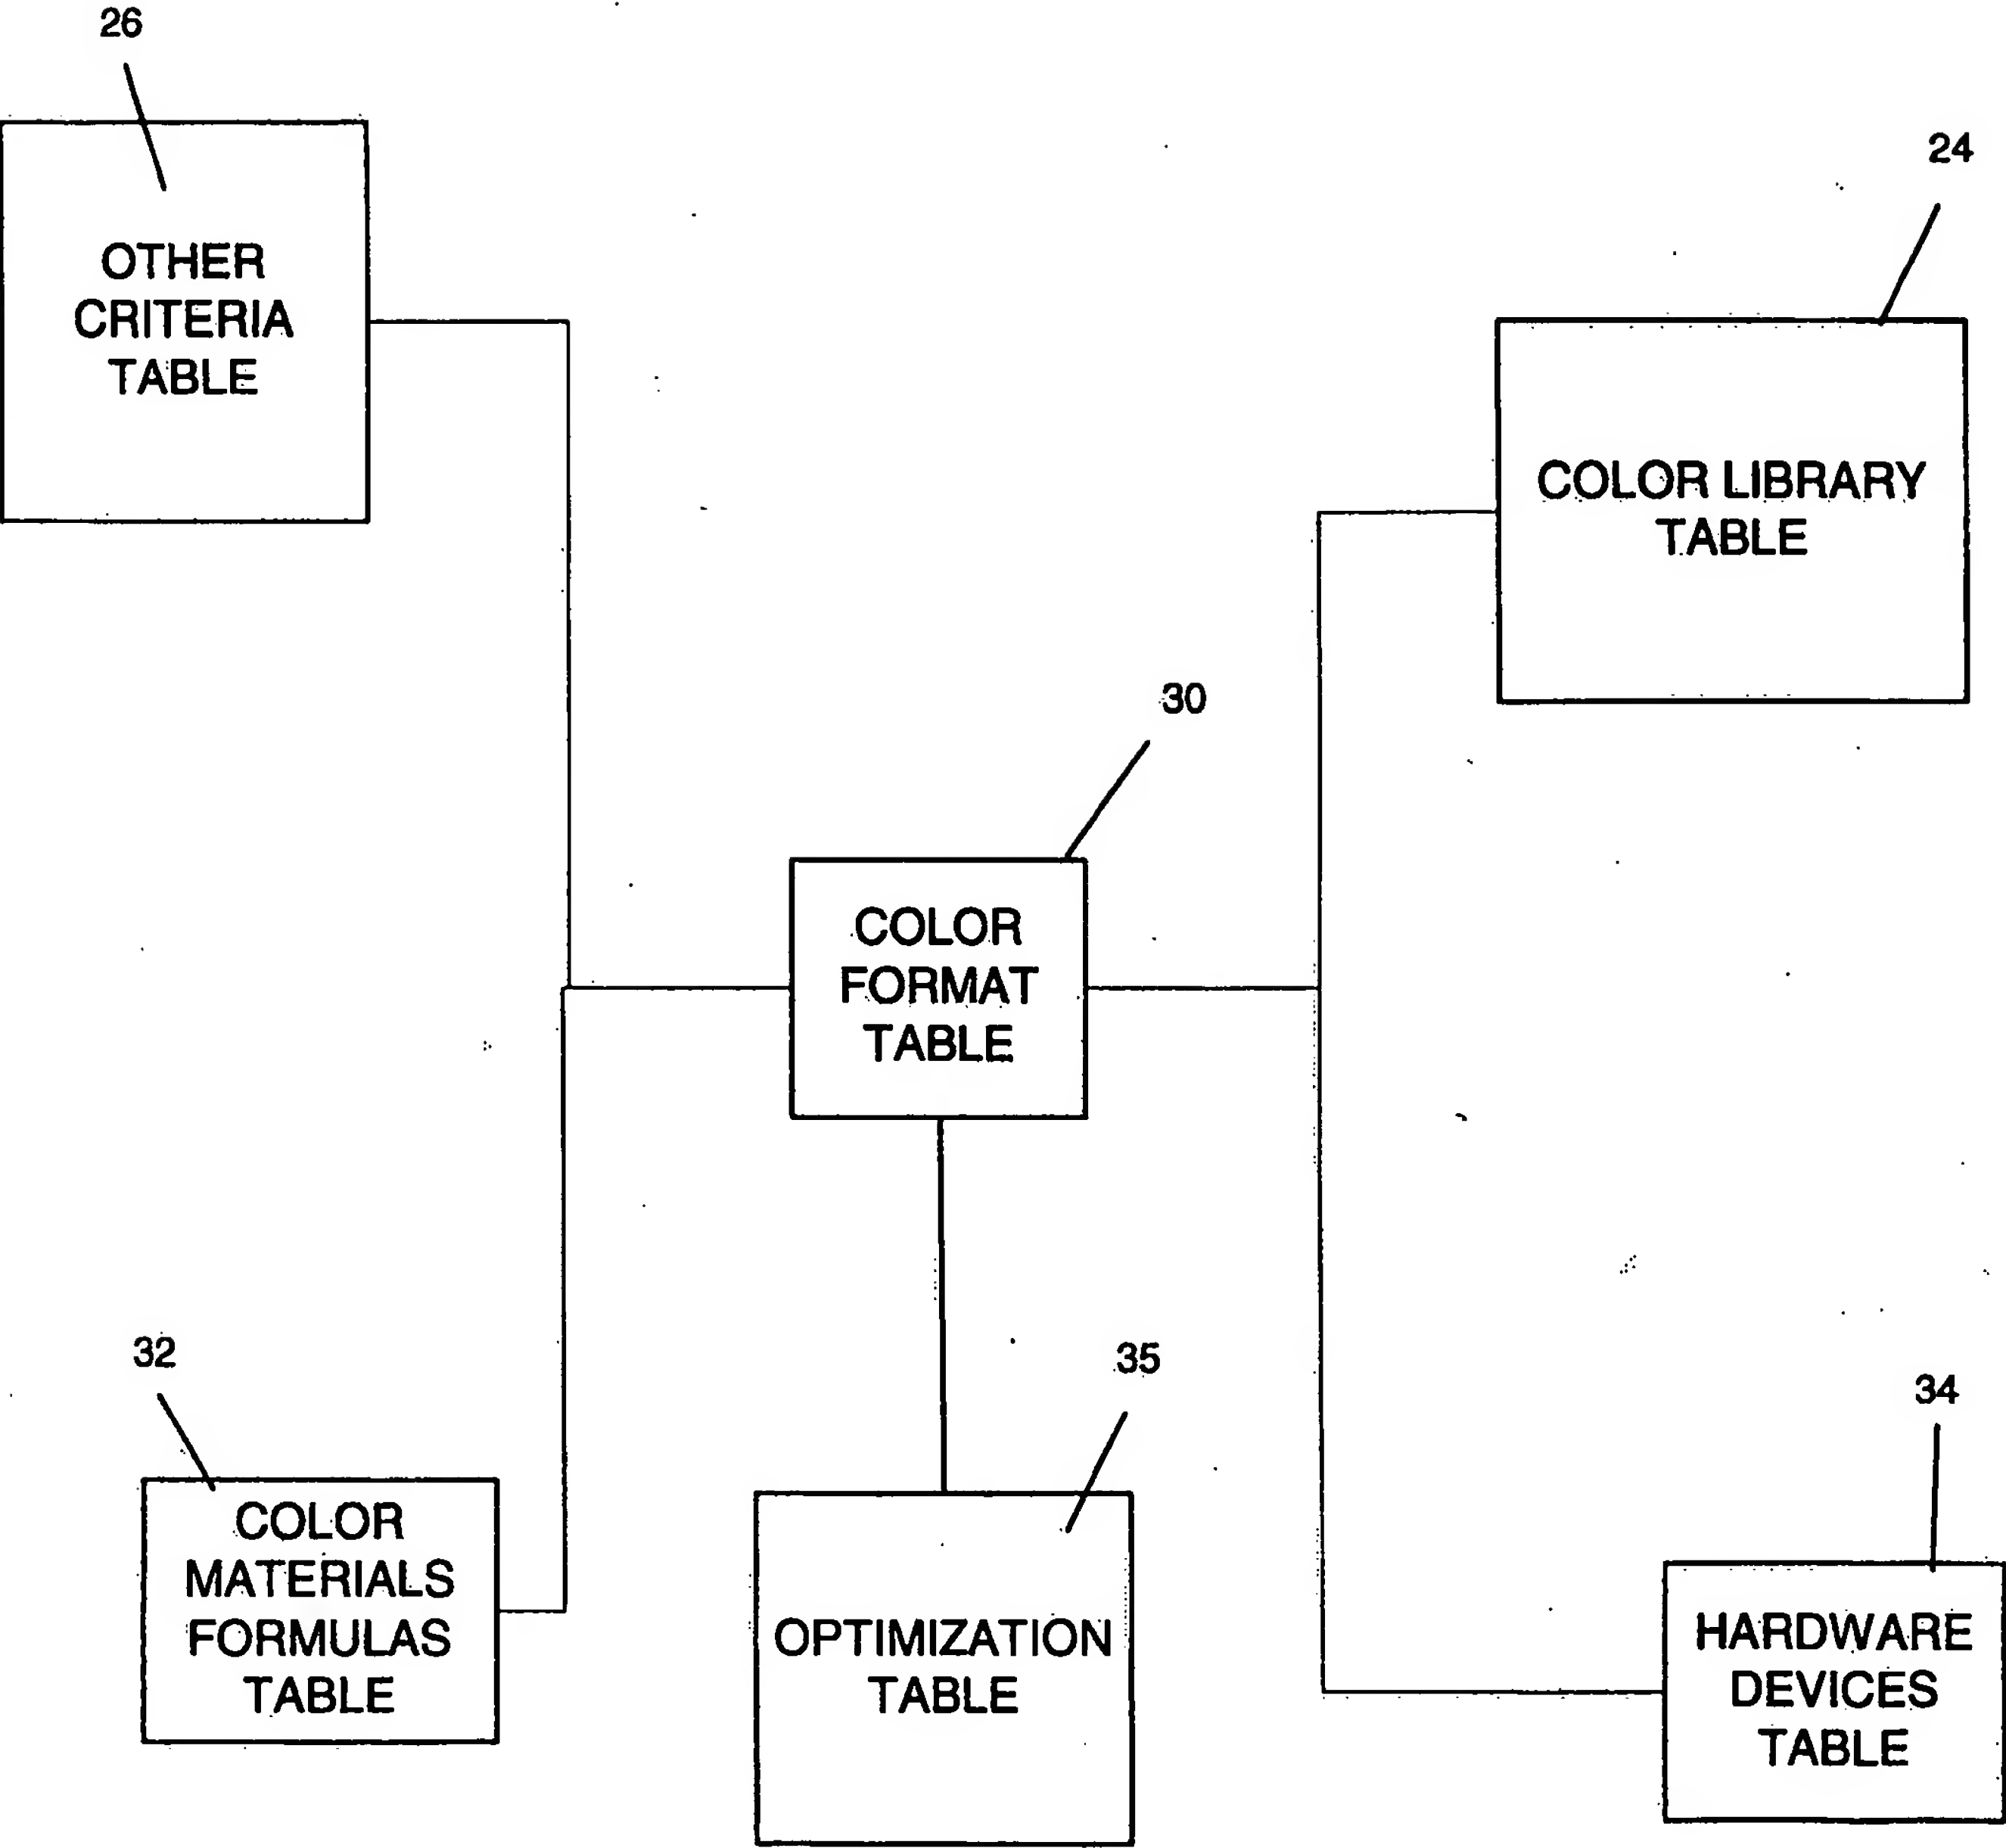 26
OTHER
CRITERIA
TABLE
24
COLOR LIBRARY
TABLE
30
COLOR
FORMAT
TABLE
32
COLOR
MATERIALS
FORMULAS
TABLE
35
OPTIMIZATION
TABLE
34
HARDWARE
DEVICES
TABLE